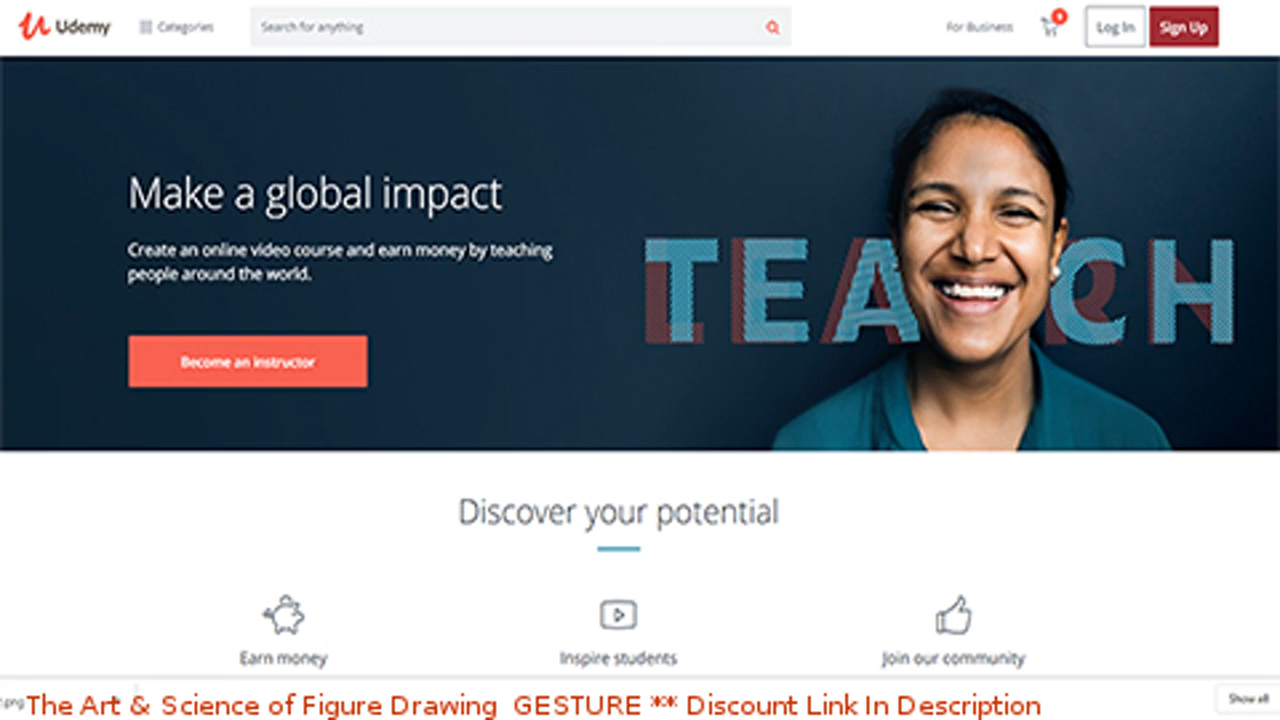 Udemy Categories Search for anything For Business Log In Sign Up
Make a global impact
Create an online video course and earn money by teaching
people around the world.
TEACH
Become an instructor
Discover your potential
Earn money Inspire students Join our community
The Art & Science of Figure Drawing GESTURE ** Discount Link In Description
Show all